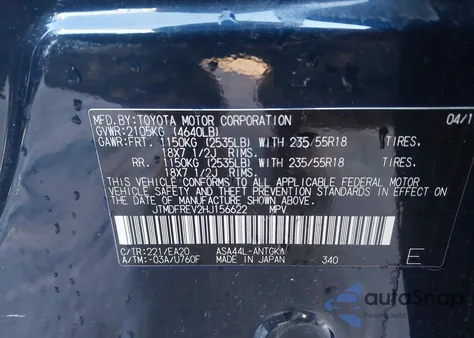 MFD.BY:TOYOTA MOTOR CORPORATION 04/1
GVWR:2105KG (4640LB)
GAWR:FRT. 1150KG (2535LB) WITH 235/55R18 TIRES.
18X7 1/2J RIMS.
RR. 1150KG (2535LB) WITH 235/55R18 TIRES.
18X7 1/2J RIMS.
THIS VEHICLE CONFORMS TO ALL APPLICABLE FEDERAL MOTOR
VEHICLE SAFETY AND THEFT PREVENTION STANDARDS IN EFFECT
ON THE DATE OF MANUFACTURE SHOWN ABOVE.
JTMDFREV2HJ156622 MPV
C/TR:221/EA20 ASA44L-ANTGKA
A/TM:-03A/U760F MADE IN JAPAN 340 E
autoSnap